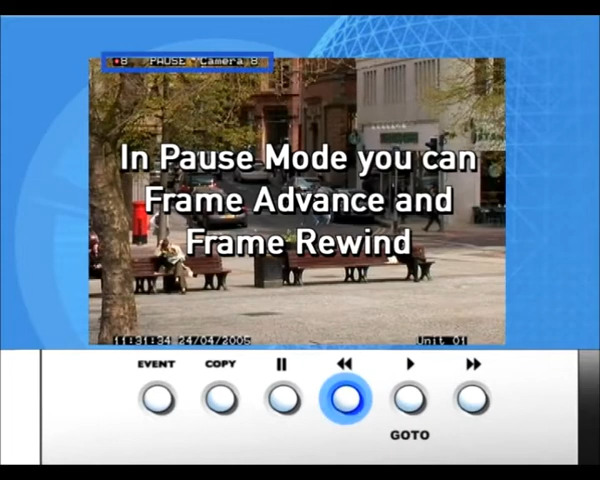 8 PAUSE Camera 8
In Pause Mode you can
Frame Advance and
Frame Rewind
11:31:34 24/04/2005 Unit 01
EVENT COPY
GOTO